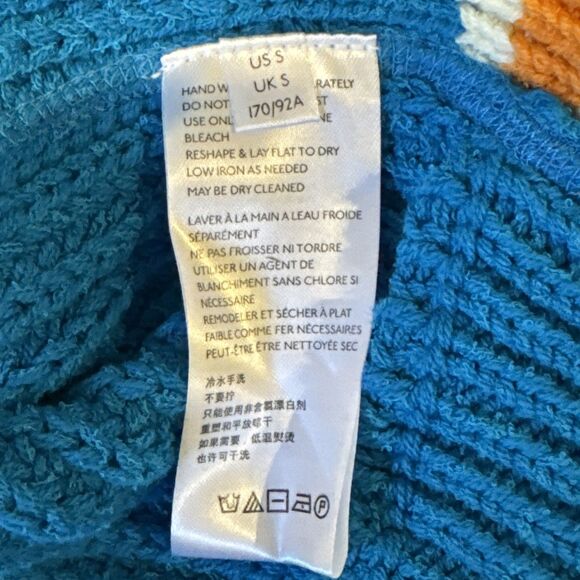 US S
UK S
170/92A
HAND W RATELY
DO NOT ST
USE ONL NE
BLEACH
RESHAPE & LAY FLAT TO DRY
LOW IRON AS NEEDED
MAY BE DRY CLEANED
LAVER À LA MAIN A LEAU FROIDE
SÉPARÉMENT
NE PAS FROISSER NI TORDRE
UTILISER UN AGENT DE
BLANCHIMENT SANS CHLORE SI
NÉCESSAIRE
REMODELER ET SÉCHER À PLAT
FAIBLE COMME FER NÉCESSAIRES
PEUT-ÊTRE ÊTRE NETTOYÉE SEC
冷水手洗
不要拧
只能使用非含氯漂白剂
重塑和平放晾干
如果需要，低温熨烫
也许可干洗
P